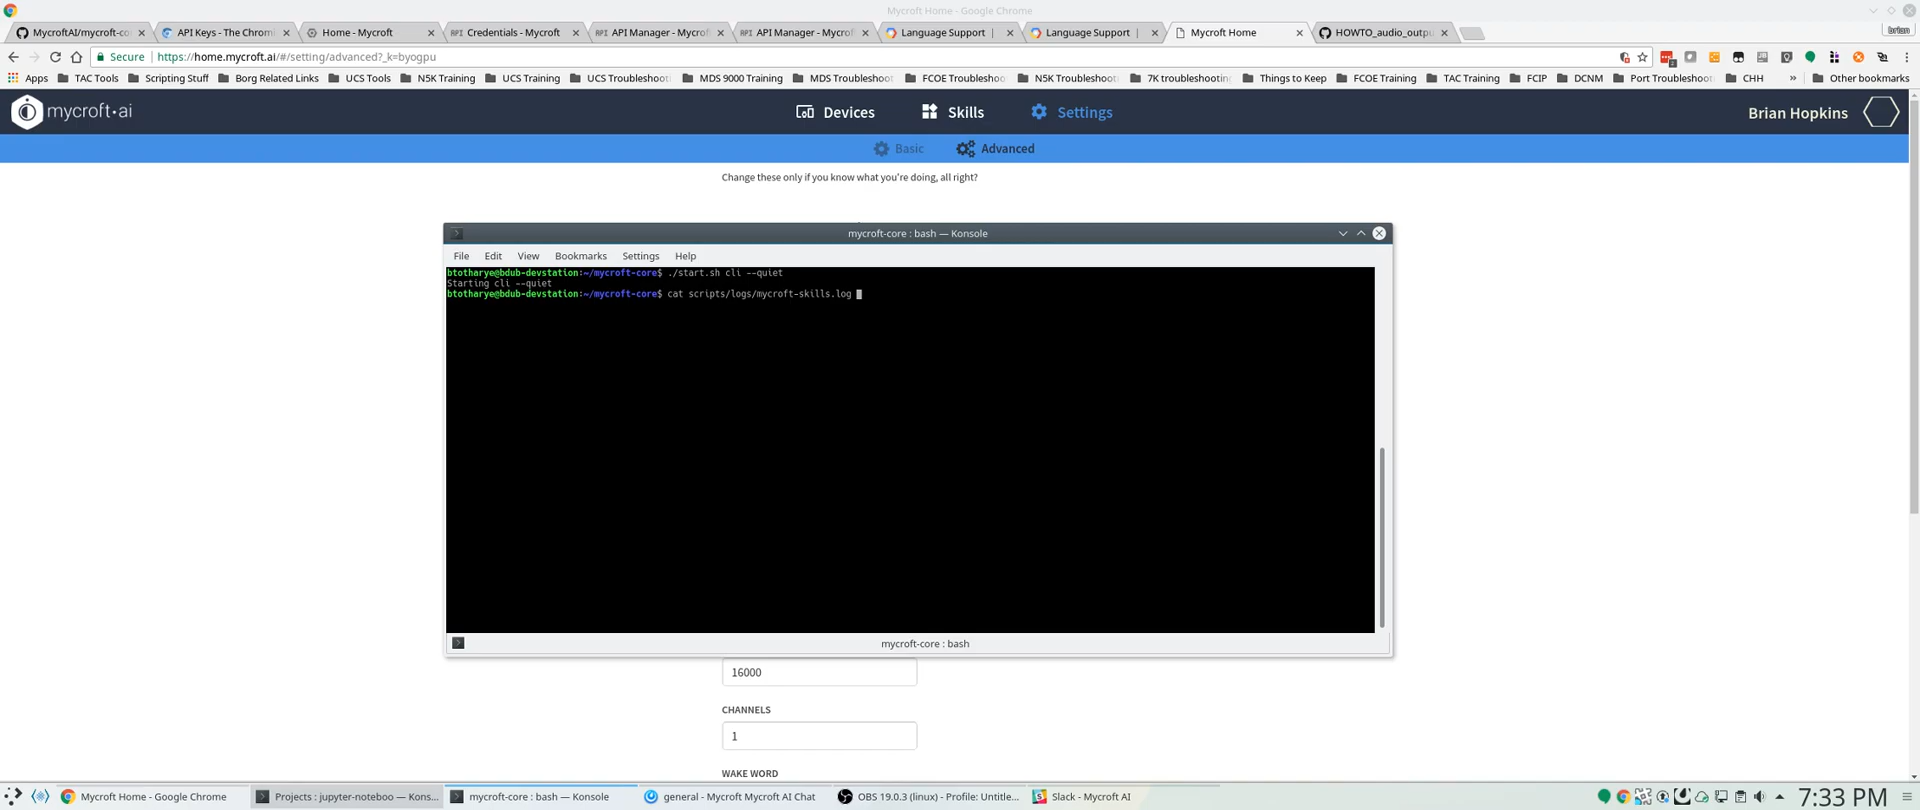 Mycroft Home - Google Chrome
MycroftAI/mycroft-co
API Keys - The Chromi
Home - Mycroft
Credentials - Mycroft
API Manager - Mycrof
API Manager - Mycrof
Language Support |
Language Support |
Mycroft Home
HOWTO_audio_outpu
brian
Secure
https://home.mycroft.ai/#/setting/advanced?_k=byogpu
Apps
TAC Tools
Scripting Stuff
Borg Related Links
UCS Tools
N5K Training
UCS Training
UCS Troubleshoot
MDS 9000 Training
MDS Troubleshoot
FCOE Troubleshoo
N5K Troubleshoot
7K troubleshootin
Things to Keep
FCOE Training
TAC Training
FCIP
DCNM
Port Troubleshoot
CHH
»
Other bookmarks
mycroft·ai
Devices
Skills
Settings
Brian Hopkins
Basic
Advanced
Change these only if you know what you're doing, all right?
mycroft-core : bash — Konsole
File Edit View Bookmarks Settings Help
btotharye@bdub-devstation:~/mycroft-core$ ./start.sh cli --quiet
Starting cli --quiet
btotharye@bdub-devstation:~/mycroft-core$ cat scripts/logs/mycroft-skills.log
mycroft-core : bash
16000
CHANNELS
1
WAKE WORD
Mycroft Home - Google Chrome
Projects : jupyter-noteboo — Kons...
mycroft-core : bash — Konsole
general - Mycroft Mycroft AI Chat
OBS 19.0.3 (linux) - Profile: Untitle...
Slack - Mycroft AI
7:33 PM